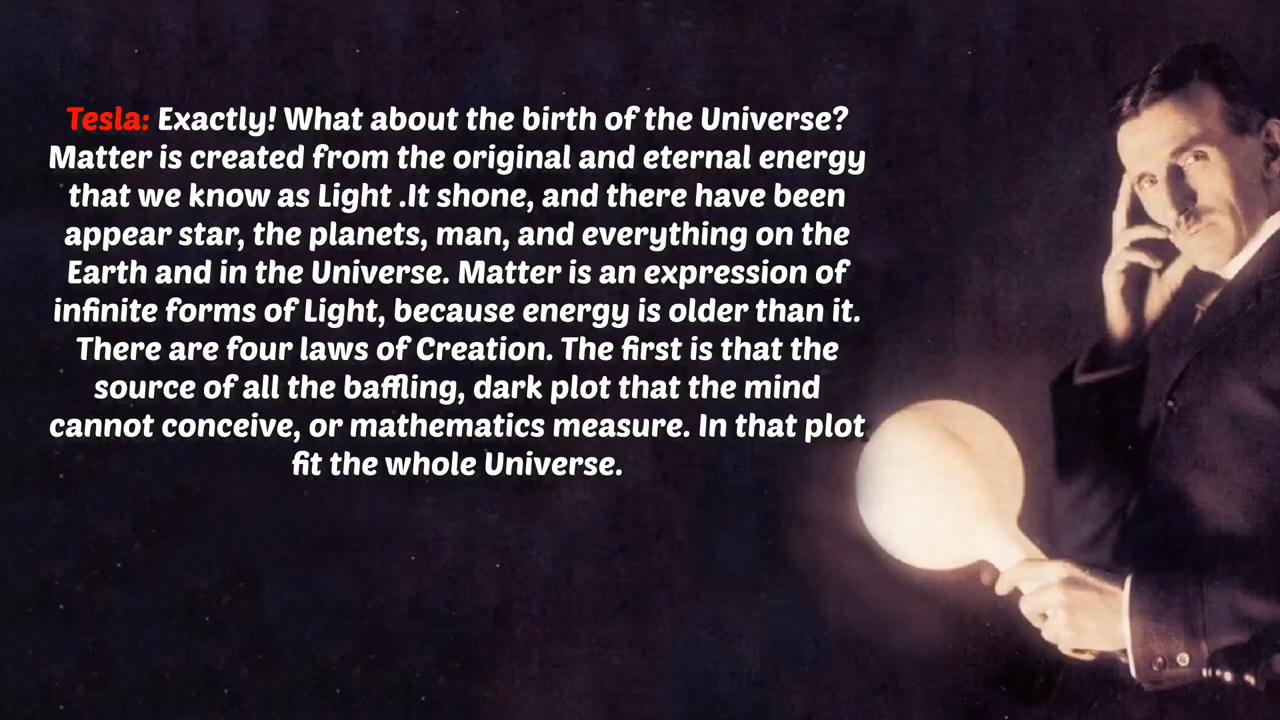 Tesla: Exactly! What about the birth of the Universe?
Matter is created from the original and eternal energy
that we know as Light .It shone, and there have been
appear star, the planets, man, and everything on the
Earth and in the Universe. Matter is an expression of
infinite forms of Light, because energy is older than it.
There are four laws of Creation. The first is that the
source of all the baffling, dark plot that the mind
cannot conceive, or mathematics measure. In that plot
fit the whole Universe.